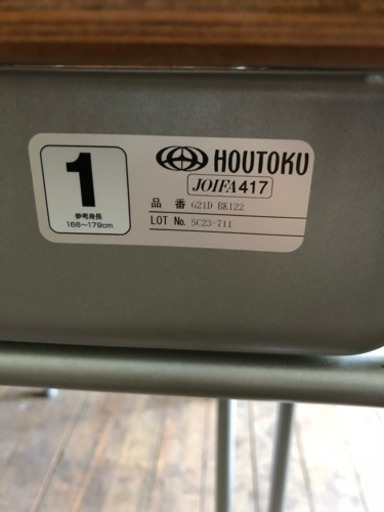 1
参考身長
166~179cm
HOUTOKU
JOIFA417
品 番 G21D BK122
LOT No. SC23-711